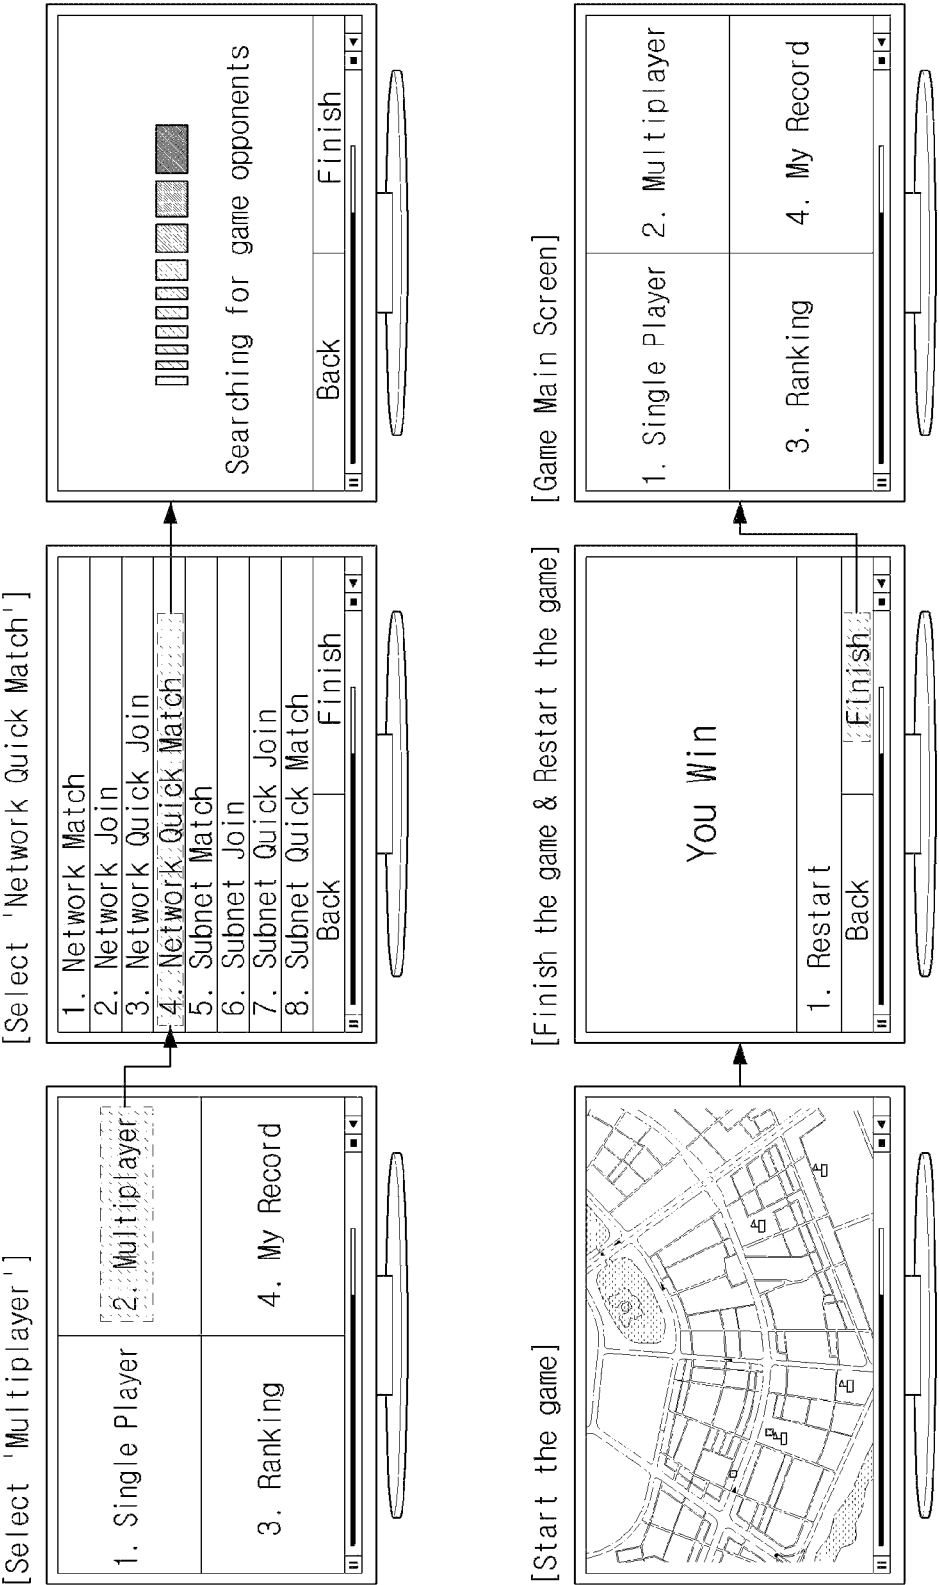 [Select 'Multiplayer']
1. Single Player
2. Multiplayer
3. Ranking
4. My Record
[Select 'Network Quick Match']
1. Network Match
2. Network Join
3. Network Quick Join
4. Network Quick Match
5. Subnet Match
6. Subnet Join
7. Subnet Quick Join
8. Subnet Quick Match
Back
Finish
Searching for game opponents
Back
Finish
[Start the game]
[Finish the game & Restart the game]
You Win
1. Restart
Back
Finish
[Game Main Screen]
1. Single Player
2. Multiplayer
3. Ranking
4. My Record